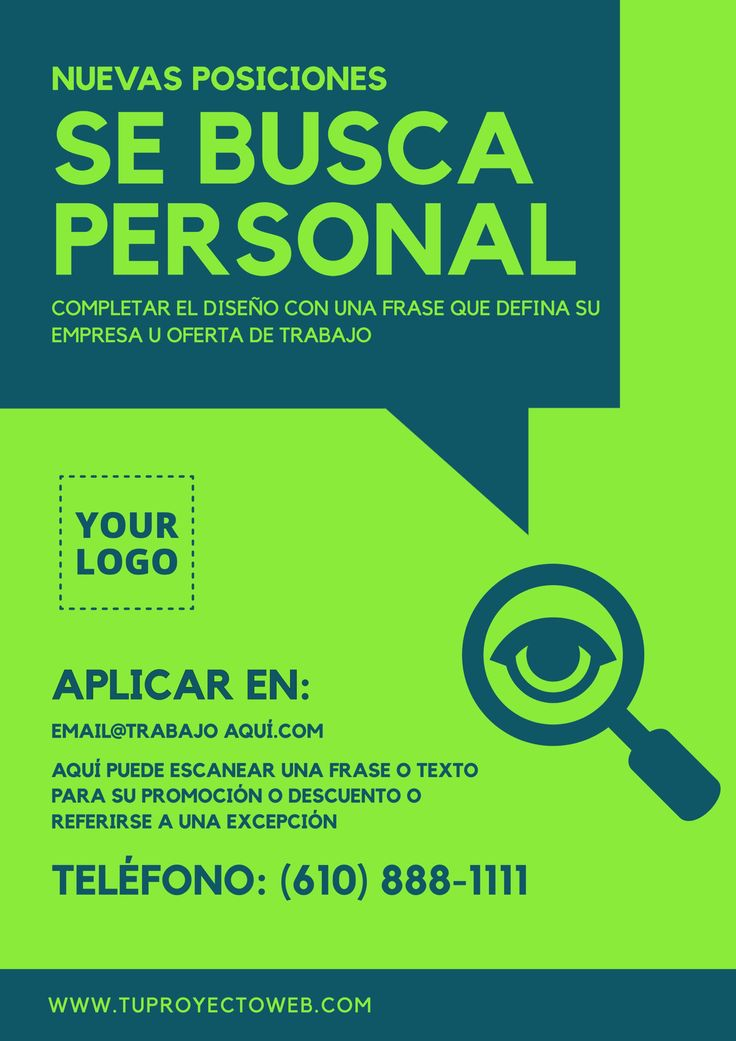 NUEVAS POSICIONES
SE BUSCA
PERSONAL
COMPLETAR EL DISEÑO CON UNA FRASE QUE DEFINA SU
EMPRESA U OFERTA DE TRABAJO
YOUR
LOGO
APLICAR EN:
EMAIL@TRABAJO AQUÍ.COM
AQUÍ PUEDE ESCANEAR UNA FRASE O TEXTO
PARA SU PROMOCIÓN O DESCUENTO O
REFERIRSE A UNA EXCEPCIÓN
TELÉFONO: (610) 888-1111
WWW.TUPROYECTOWEB.COM